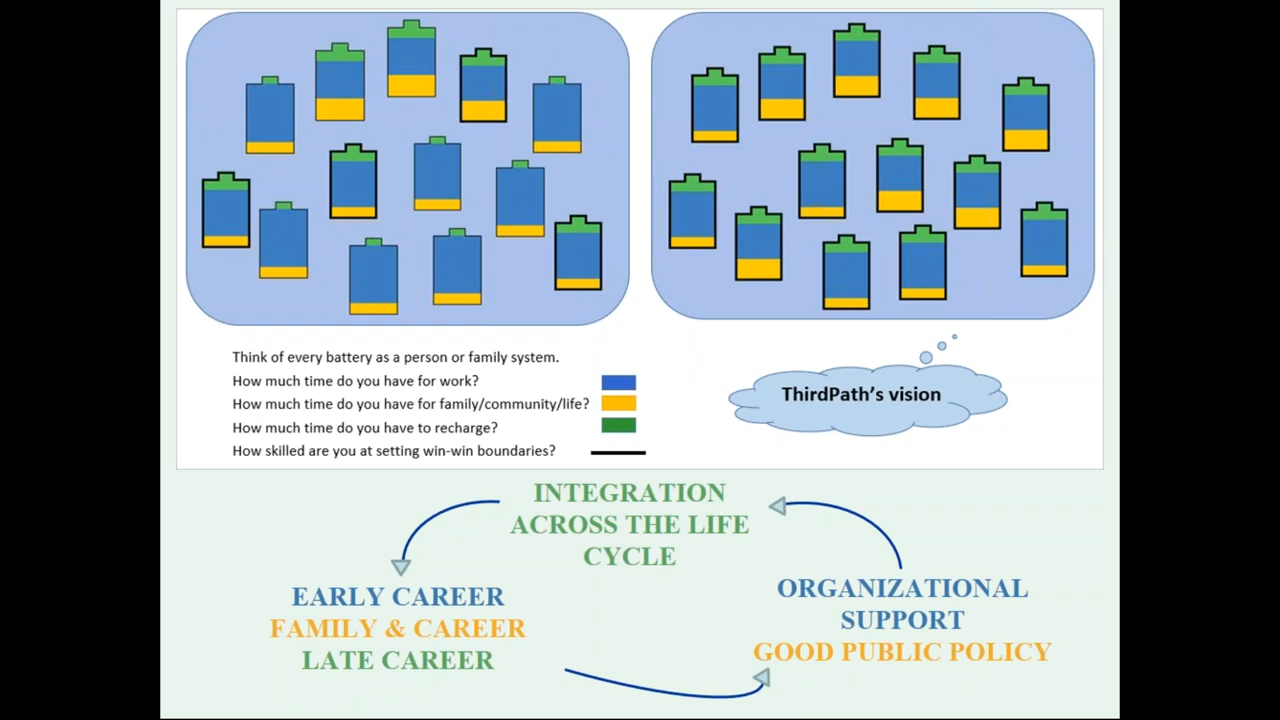 Think of every battery as a person or family system.
How much time do you have for work?
How much time do you have for family/community/life?
How much time do you have to recharge?
How skilled are you at setting win-win boundaries?
ThirdPath's vision
INTEGRATION
ACROSS THE LIFE
CYCLE
EARLY CAREER
FAMILY & CAREER
LATE CAREER
ORGANIZATIONAL
SUPPORT
GOOD PUBLIC POLICY